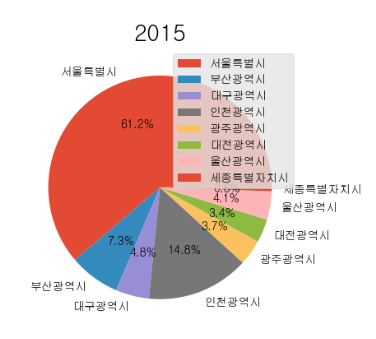 2015
서울특별시
부산광역시
대구광역시
인천광역시
광주광역시
대전광역시
울산광역시
세종특별자치시
서울특별시
61.2%
세종특별자치시
4.1%
울산광역시
3.4%
대전광역시
3.7%
광주광역시
14.8%
인천광역시
4.8%
대구광역시
7.3%
부산광역시